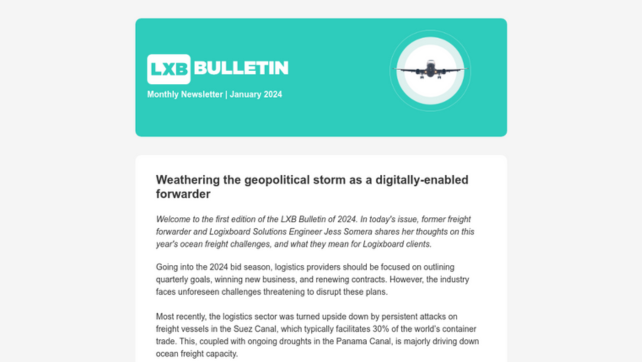 LXB BULLETIN
Monthly Newsletter | January 2024
Weathering the geopolitical storm as a digitally-enabled
forwarder
Welcome to the first edition of the LXB Bulletin of 2024. In today's issue, former freight
forwarder and Logixboard Solutions Engineer Jess Somera shares her thoughts on this
year's ocean freight challenges, and what they mean for Logixboard clients.
Going into the 2024 bid season, logistics providers should be focused on outlining
quarterly goals, winning new business, and renewing contracts. However, the industry
faces unforeseen challenges threatening to disrupt these plans.
Most recently, the logistics sector was turned upside down by persistent attacks on
freight vessels in the Suez Canal, which typically facilitates 30% of the world's container
trade. This, coupled with ongoing droughts in the Panama Canal, is majorly driving down
ocean freight capacity.